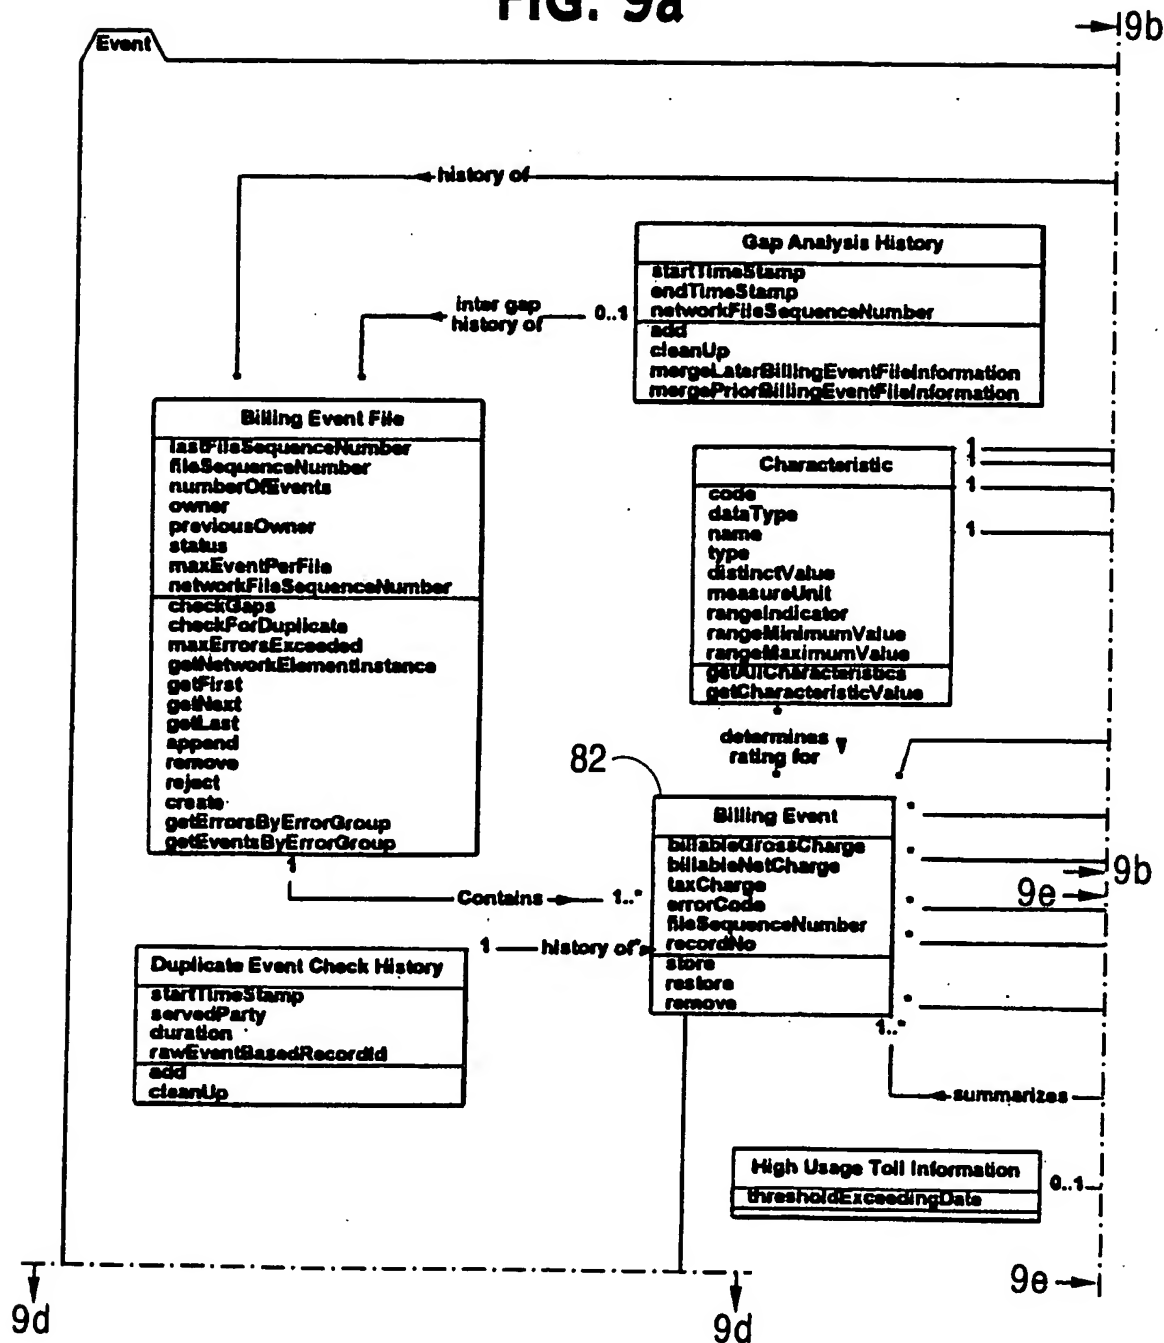 FIG. 9a
9b
Event
history of
Gap Analysis History
startTimeStamp
endTimeStamp
networkFileSequenceNumber
add
cleanUp
mergeLaterBillingEventFileInformation
mergePriorBillingEventFileInformation
inter gap
history of
0..1
*
*
Billing Event File
lastFileSequenceNumber
fileSequenceNumber
numberOfEvents
owner
previousOwner
status
maxEventPerFile
networkFileSequenceNumber
checkGaps
checkForDuplicate
maxErrorsExceeded
getNetworkElementInstance
getFirst
getNext
getLast
append
remove
reject
create
getErrorsByErrorGroup
getEventsByErrorGroup
Characteristic
code
dataType
name
type
distinctValue
measureUnit
rangeIndicator
rangeMinimumValue
rangeMaximumValue
getAllCharacteristics
getCharacteristicValue
1
1
1
1
*
determines
rating for
*
*
82
Billing Event
billableGrossCharge
billableNetCharge
taxCharge
errorCode
fileSequenceNumber
recordNo
store
restore
remove
*
*
*
*
*
9b
9e
1
Contains
1..*
1
history of
*
Duplicate Event Check History
startTimeStamp
servedParty
duration
rawEventBasedRecordId
add
cleanUp
1..*
summarizes
High Usage Toll Information
thresholdExceedingDate
0..1
9e
9d
9d